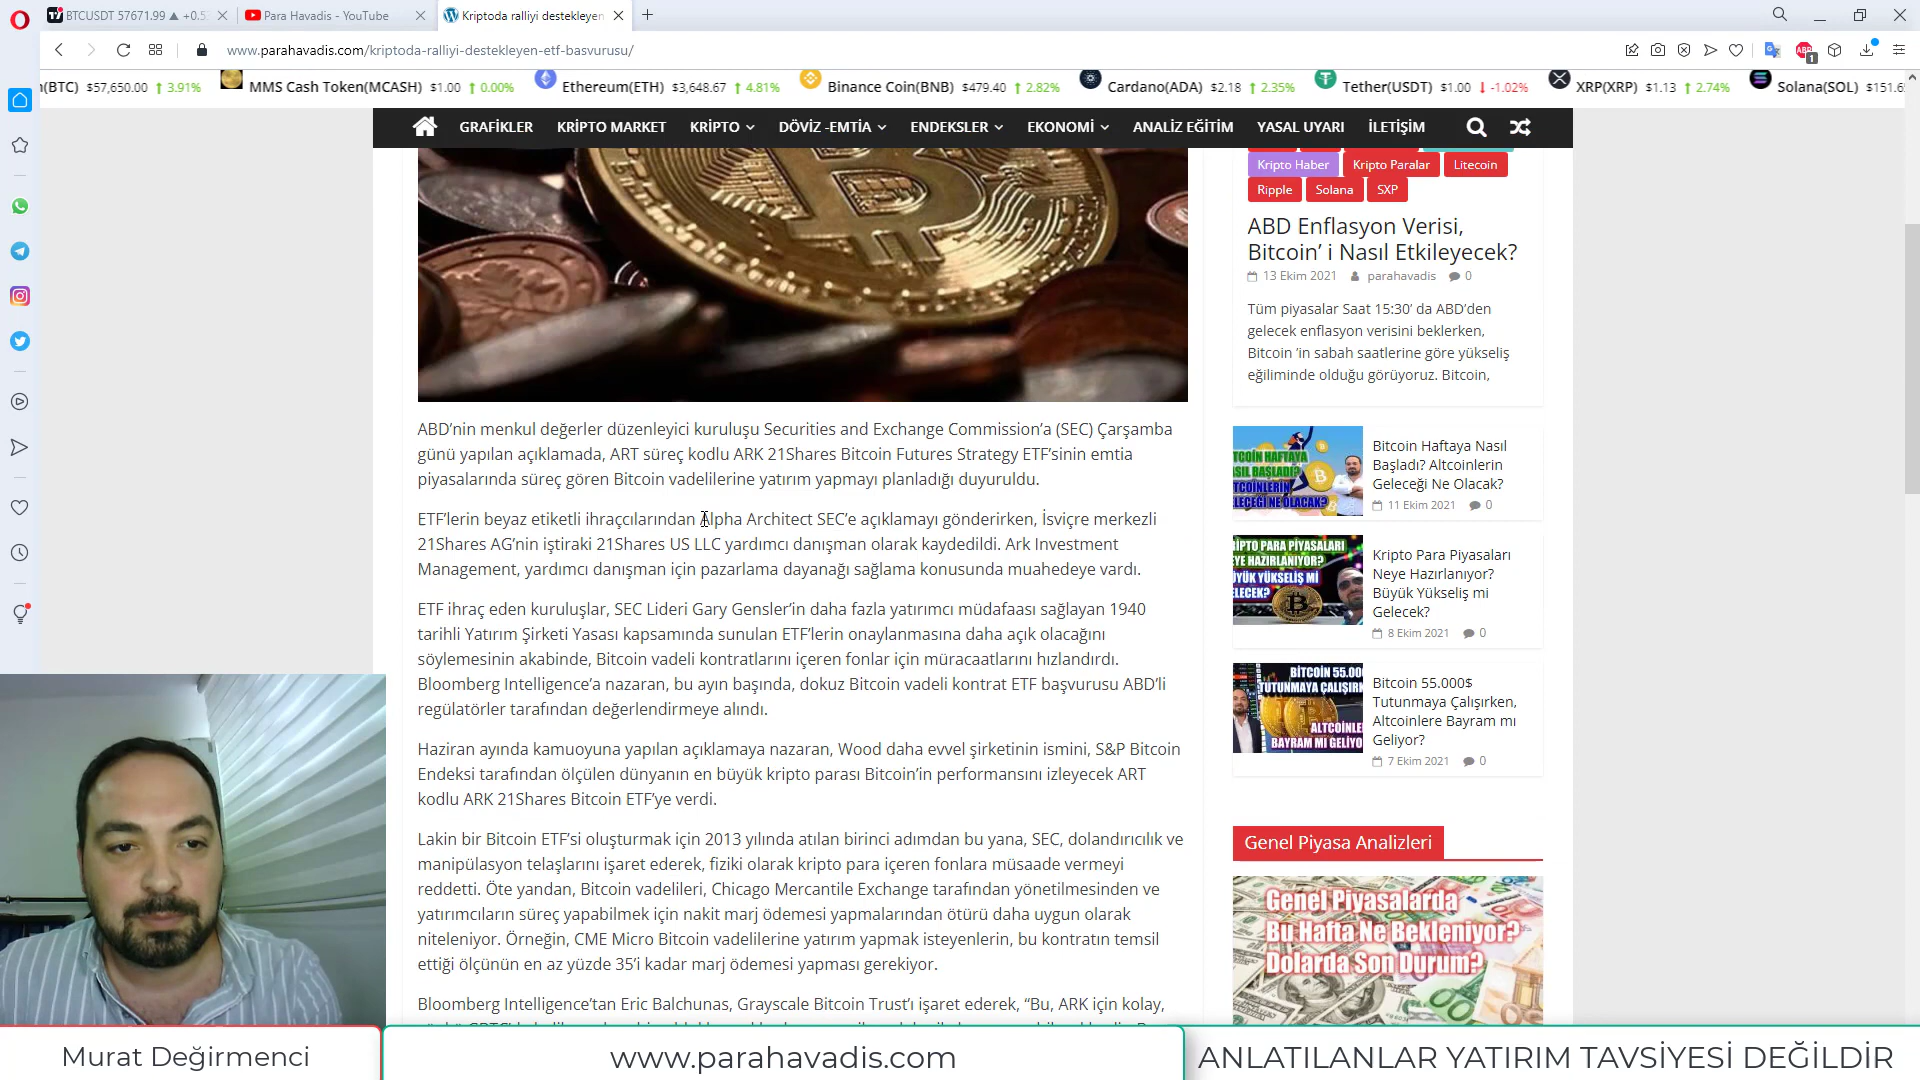 BTCUSDT 57671.99 ▲ +0.5
Para Havadis - YouTube
Kriptoda ralliyi destekleyen
www.parahavadis.com/kriptoda-ralliyi-destekleyen-etf-basvurusu/
(BTC) $57,650.00 ↑ 3.91% MMS Cash Token(MCASH) $1.00 ↑ 0.00% Ethereum(ETH) $3,648.67 ↑ 4.81% Binance Coin(BNB) $479.40 ↑ 2.82% Cardano(ADA) $2.18 ↑ 2.35% Tether(USDT) $1.00 ↓ -1.02% XRP(XRP) $1.13 ↑ 2.74% Solana(SOL) $151.6
GRAFİKLER KRİPTO MARKET KRİPTO DÖVİZ -EMTİA ENDEKSLER EKONOMİ ANALİZ EĞİTİM YASAL UYARI İLETİŞİM
Kripto Haber Kripto Paralar Litecoin
Ripple Solana SXP
ABD Enflasyon Verisi,
Bitcoin' i Nasıl Etkileyecek?
13 Ekim 2021 parahavadis 0
Tüm piyasalar Saat 15:30' da ABD'den
gelecek enflasyon verisini beklerken,
Bitcoin 'in sabah saatlerine göre yükseliş
eğiliminde olduğu görüyoruz. Bitcoin,
ABD'nin menkul değerler düzenleyici kuruluşu Securities and Exchange Commission'a (SEC) Çarşamba
günü yapılan açıklamada, ART süreç kodlu ARK 21Shares Bitcoin Futures Strategy ETF'sinin emtia
piyasalarında süreç gören Bitcoin vadelilerine yatırım yapmayı planladığı duyuruldu.
ETF'lerin beyaz etiketli ihraççılarından Alpha Architect SEC'e açıklamayı gönderirken, İsviçre merkezli
21Shares AG'nin iştiraki 21Shares US LLC yardımcı danışman olarak kaydedildi. Ark Investment
Management, yardımcı danışman için pazarlama dayanağı sağlama konusunda muahedeye vardı.
ETF ihraç eden kuruluşlar, SEC Lideri Gary Gensler'in daha fazla yatırımcı müdafaası sağlayan 1940
tarihli Yatırım Şirketi Yasası kapsamında sunulan ETF'lerin onaylanmasına daha açık olacağını
söylemesinin akabinde, Bitcoin vadeli kontratlarını içeren fonlar için müracaatlarını hızlandırdı.
Bloomberg Intelligence'a nazaran, bu ayın başında, dokuz Bitcoin vadeli kontrat ETF başvurusu ABD'li
regülatörler tarafından değerlendirmeye alındı.
Haziran ayında kamuoyuna yapılan açıklamaya nazaran, Wood daha evvel şirketinin ismini, S&P Bitcoin
Endeksi tarafından ölçülen dünyanın en büyük kripto parası Bitcoin'in performansını izleyecek ART
kodlu ARK 21Shares Bitcoin ETF'ye verdi.
Lakin bir Bitcoin ETF'si oluşturmak için 2013 yılında atılan birinci adımdan bu yana, SEC, dolandırıcılık ve
manipülasyon telaşlarını işaret ederek, fiziki olarak kripto para içeren fonlara müsaade vermeyi
reddetti. Öte yandan, Bitcoin vadelileri, Chicago Mercantile Exchange tarafından yönetilmesinden ve
yatırımcıların süreç yapabilmek için nakit marj ödemesi yapmalarından ötürü daha uygun olarak
niteleniyor. Örneğin, CME Micro Bitcoin vadelilerine yatırım yapmak isteyenlerin, bu kontratın temsil
ettiği ölçünün en az yüzde 35'i kadar marj ödemesi yapması gerekiyor.
Bloomberg Intelligence'tan Eric Balchunas, Grayscale Bitcoin Trust'ı işaret ederek, "Bu, ARK için kolay,
Bitcoin Haftaya Nasıl
Başladı? Altcoinlerin
Geleceği Ne Olacak?
11 Ekim 2021 0
Kripto Para Piyasaları
Neye Hazırlanıyor?
Büyük Yükseliş mi
Gelecek?
8 Ekim 2021 0
BİTCOİN 55.00
TUTUNMAYA ÇALIŞIRK
ALTCOİNLE
BAYRAM MI GELİYO
Bitcoin 55.000$
Tutunmaya Çalışırken,
Altcoinlere Bayram mı
Geliyor?
7 Ekim 2021 0
Genel Piyasa Analizleri
Genel Piyasalarda
Bu Hafta Ne Bekleniyor?
Dolarda Son Durum?
Murat Değirmenci
www.parahavadis.com
ANLATILANLAR YATIRIM TAVSİYESİ DEĞİLDİR